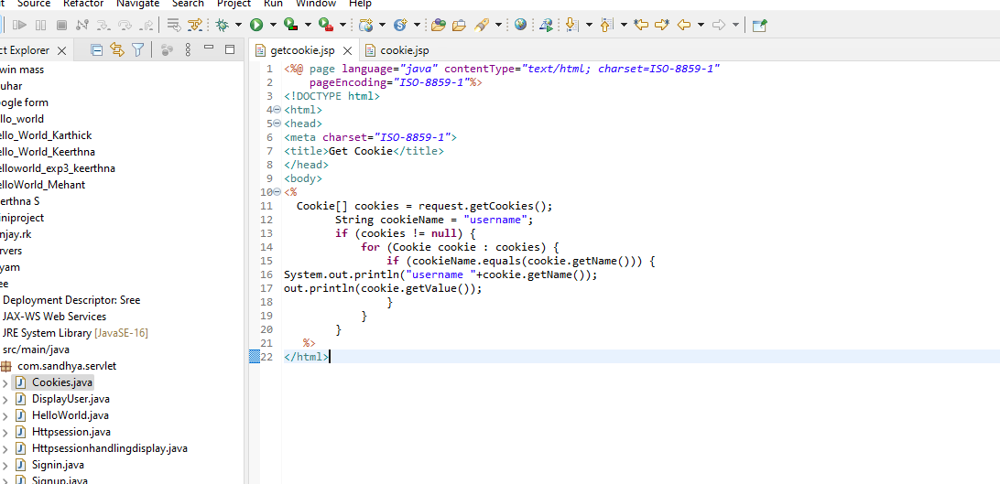 Source Refactor Navigate Search Project Run Window Help
ct Explorer
getcookie.jsp cookie.jsp
win mass
uhar
ogle form
llo_world
ello_World_Karthick
ello_World_Keerthna
elloworld_exp3_keerthna
elloWorld_Mehant
erthna S
iniproject
njay.rk
rvers
yam
ee
Deployment Descriptor: Sree
JAX-WS Web Services
JRE System Library [JavaSE-16]
src/main/java
com.sandhya.servlet
Cookies.java
DisplayUser.java
HelloWorld.java
Httpsession.java
Httpsessionhandlingdisplay.java
Signin.java
Signup.java
1 <%@ page language="java" contentType="text/html; charset=ISO-8859-1"
2     pageEncoding="ISO-8859-1"%>
3 <!DOCTYPE html>
4 <html>
5 <head>
6 <meta charset="ISO-8859-1">
7 <title>Get Cookie</title>
8 </head>
9 <body>
10 <%
11   Cookie[] cookies = request.getCookies();
12         String cookieName = "username";
13         if (cookies != null) {
14             for (Cookie cookie : cookies) {
15                 if (cookieName.equals(cookie.getName())) {
16 System.out.println("username "+cookie.getName());
17 out.println(cookie.getValue());
18                 }
19             }
20         }
21    %>
22 </html>